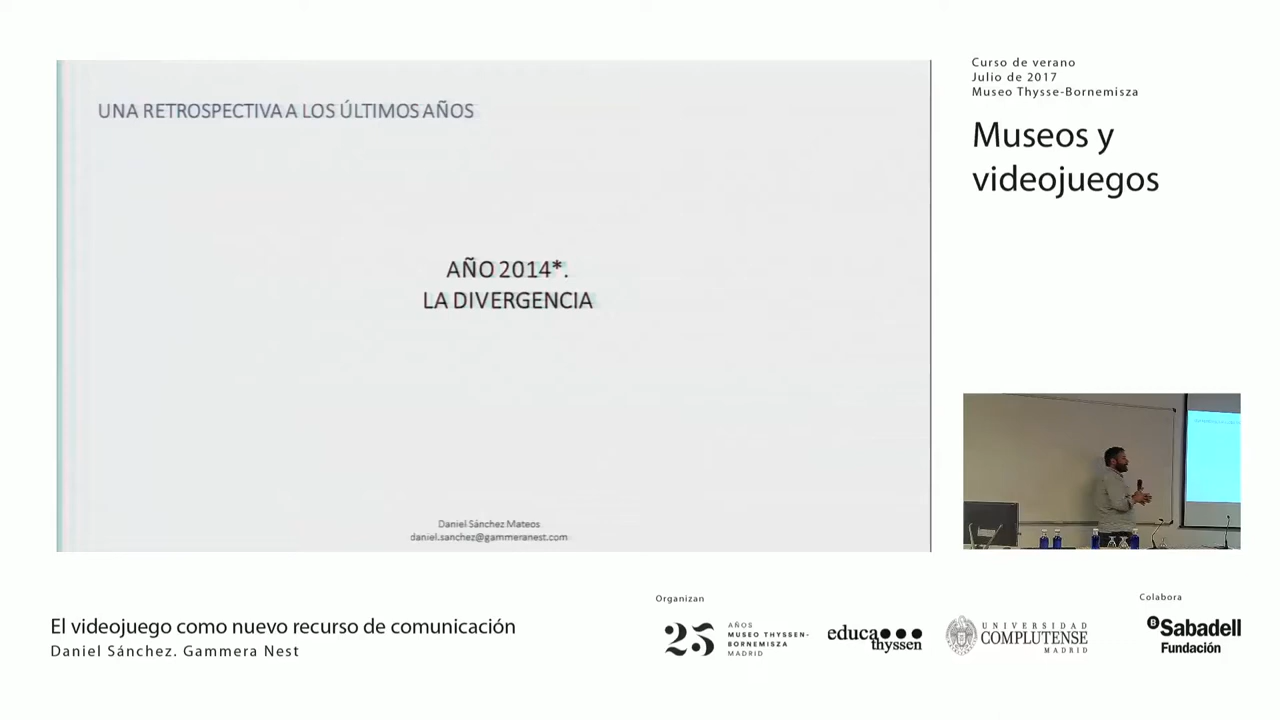 UNA RETROSPECTIVA A LOS ÚLTIMOS AÑOS
AÑO 2014*.
LA DIVERGENCIA
Daniel Sánchez Mateos
daniel.sanchez@gammeranest.com
Curso de verano
Julio de 2017
Museo Thysse-Bornemisza
Museos y
videojuegos
El videojuego como nuevo recurso de comunicación
Daniel Sánchez. Gammera Nest
Organizan
25
AÑOS
MUSEO THYSSEN-
BORNEMISZA
MADRID
educa
thyssen
UNIVERSIDAD
COMPLUTENSE
MADRID
Colabora
B Sabadell
Fundación